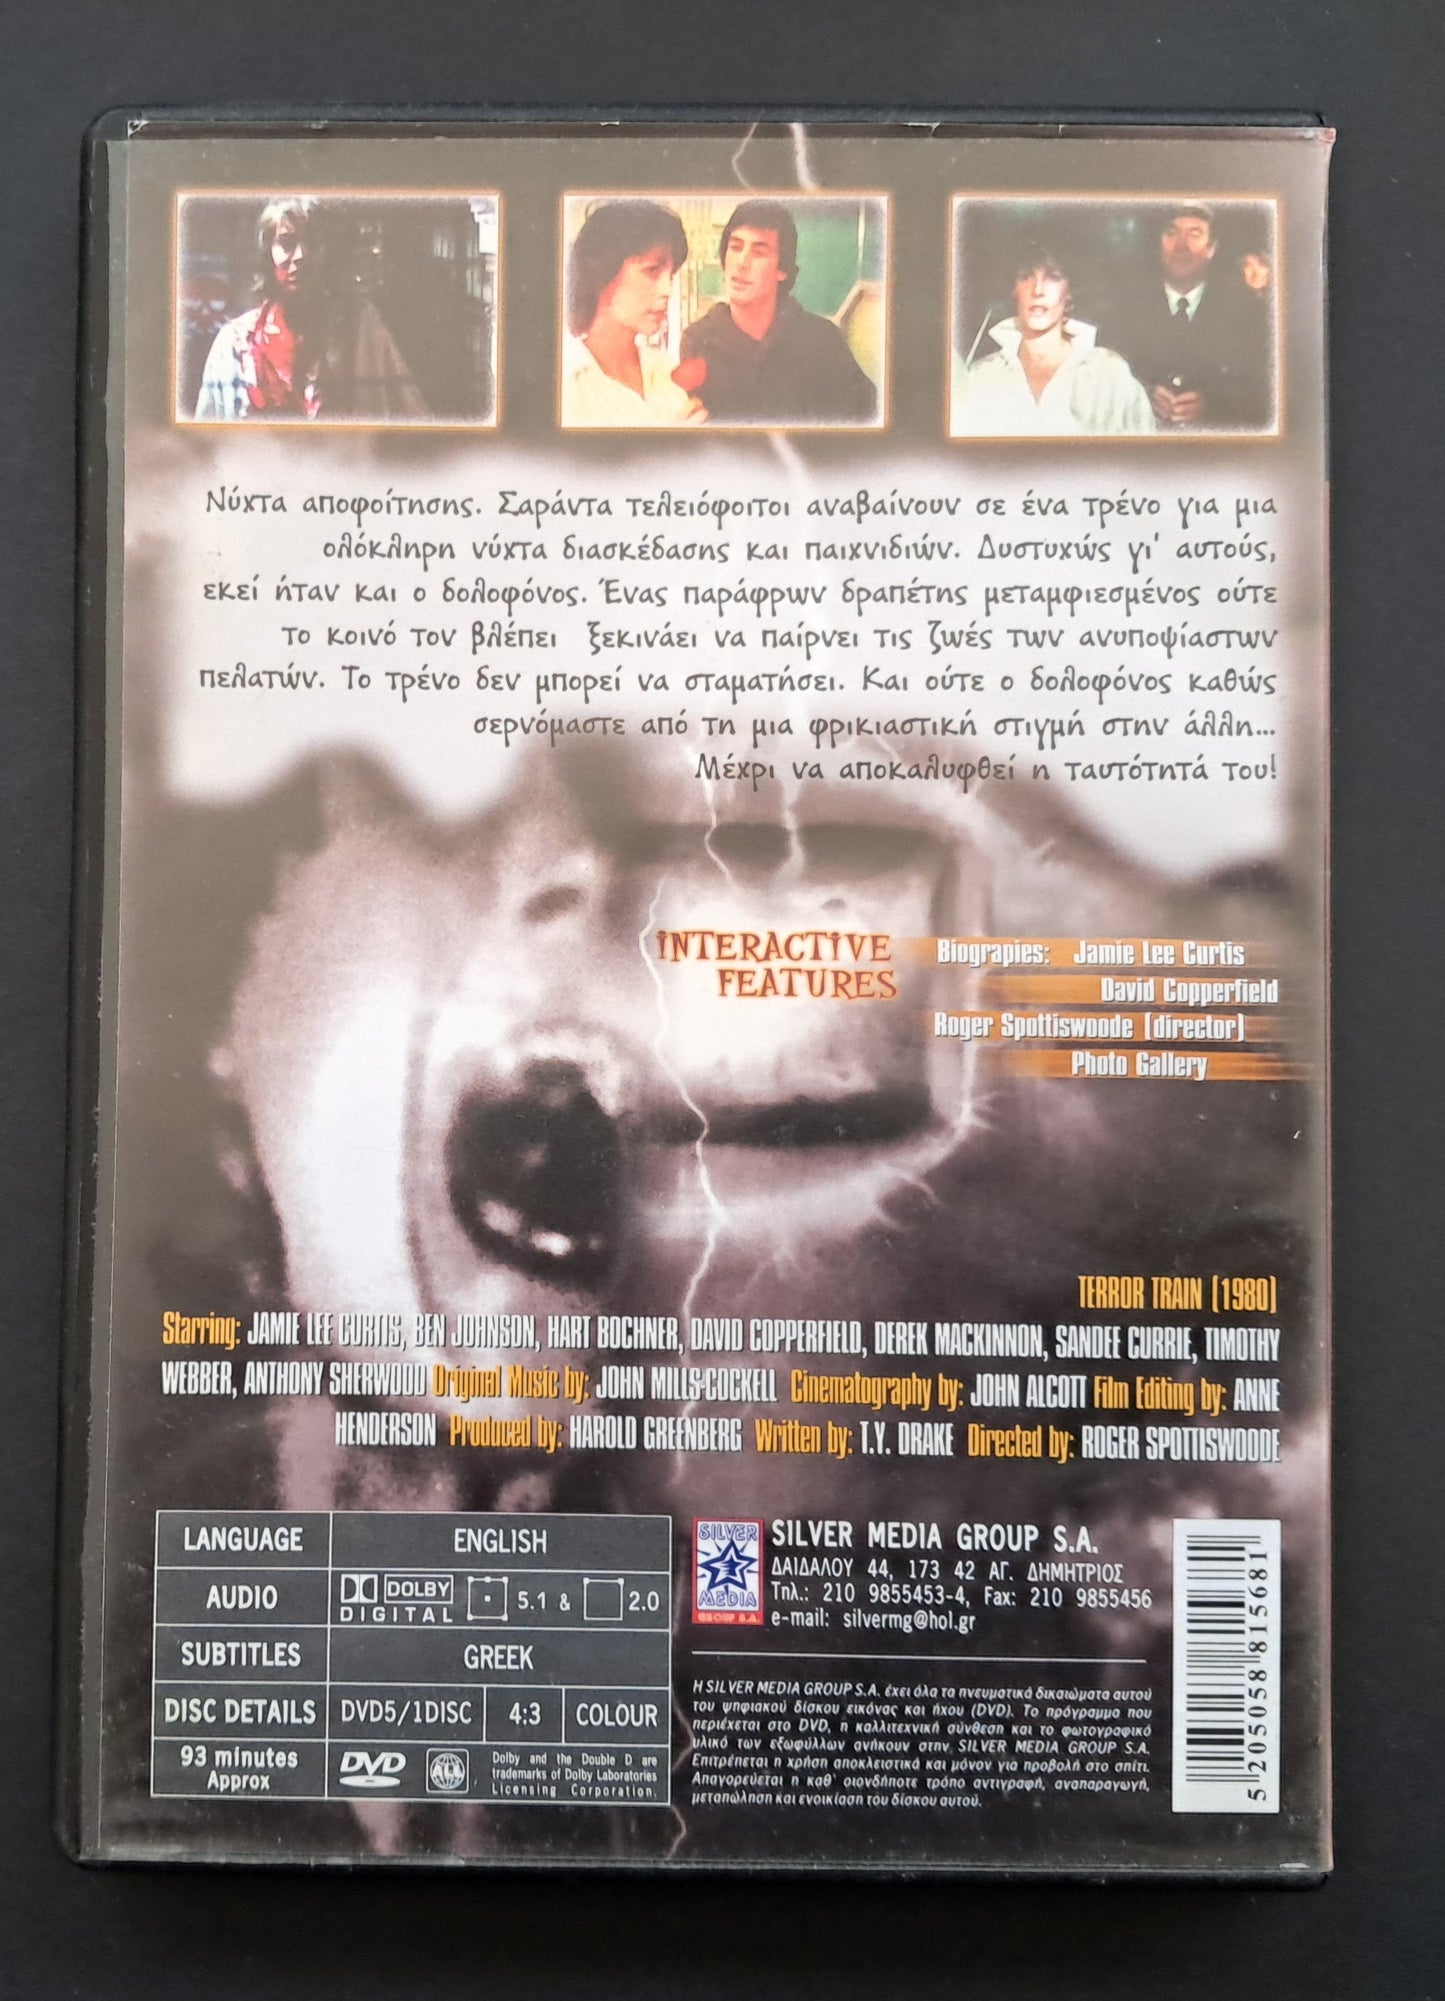 Νύχτα αποφοίτησης. Σαράντα τελειόφοιτοι αναβαίνουν σε ένα τρένο για μια
ολόκληρη νύχτα διασκέδασης και παιχνιδιών. Δυστυχώς γι' αυτούς,
εκεί ήταν και ο δολοφόνος. Ένας παράφρων δραπέτης μεταμφιεσμένος ούτε
το κοινό τον βλέπει ξεκινάει να παίρνει τις ζωές των ανυποψίαστων
πελατών. Το τρένο δεν μπορεί να σταματήσει. Και ούτε ο δολοφόνος καθώς
σερνόμαστε από τη μια φρικιαστική στιγμή στην άλλη...
Μέχρι να αποκαλυφθεί η ταυτότητά του!
INTERACTIVE
FEATURES
Biograpies: Jamie Lee Curtis
David Copperfield
Roger Spottiswoode (director)
Photo Gallery
TERROR TRAIN (1980)
Starring: JAMIE LEE CURTIS, BEN JOHNSON, HART BOCHNER, DAVID COPPERFIELD, DEREK MACKINNON, SANDEE CURRIE, TIMOTHY
WEBBER, ANTHONY SHERWOOD Original Music by: JOHN MILLS-COCKELL Cinematography by: JOHN ALCOTT Film Editing by: ANNE
HENDERSON Produced by: HAROLD GREENBERG Written by: T.Y. DRAKE Directed by: ROGER SPOTTISWOODE
LANGUAGE ENGLISH
AUDIO DOLBY DIGITAL 5.1 & 2.0
SUBTITLES GREEK
DISC DETAILS DVD5/1DISC 4:3 COLOUR
93 minutes
Approx
DVD
ALL
Dolby and the Double D are
trademarks of Dolby Laboratories
Licensing Corporation.
SILVER
MEDIA
GROUP S.A.
SILVER MEDIA GROUP S.A.
ΔΑΙΔΑΛΟΥ 44, 173 42 ΑΓ. ΔΗΜΗΤΡΙΟΣ
Τηλ.: 210 9855453-4, Fax: 210 9855456
e-mail: silvermg@hol.gr
Η SILVER MEDIA GROUP S.A. έχει όλα τα πνευματικά δικαιώματα αυτού
του ψηφιακού δίσκου εικόνας και ήχου (DVD). Το πρόγραμμα που
περιέχεται στο DVD, η καλλιτεχνική σύνθεση και το φωτογραφικό
υλικό των εξωφύλλων ανήκουν στην SILVER MEDIA GROUP S.A.
Επιτρέπεται η χρήση αποκλειστικά και μόνον για προβολή στο σπίτι.
Απαγορεύεται η καθ' οιονδήποτε τρόπο αντιγραφή, αναπαραγωγή,
μεταπώληση και ενοικίαση του δίσκου αυτού.
5 205058 815681